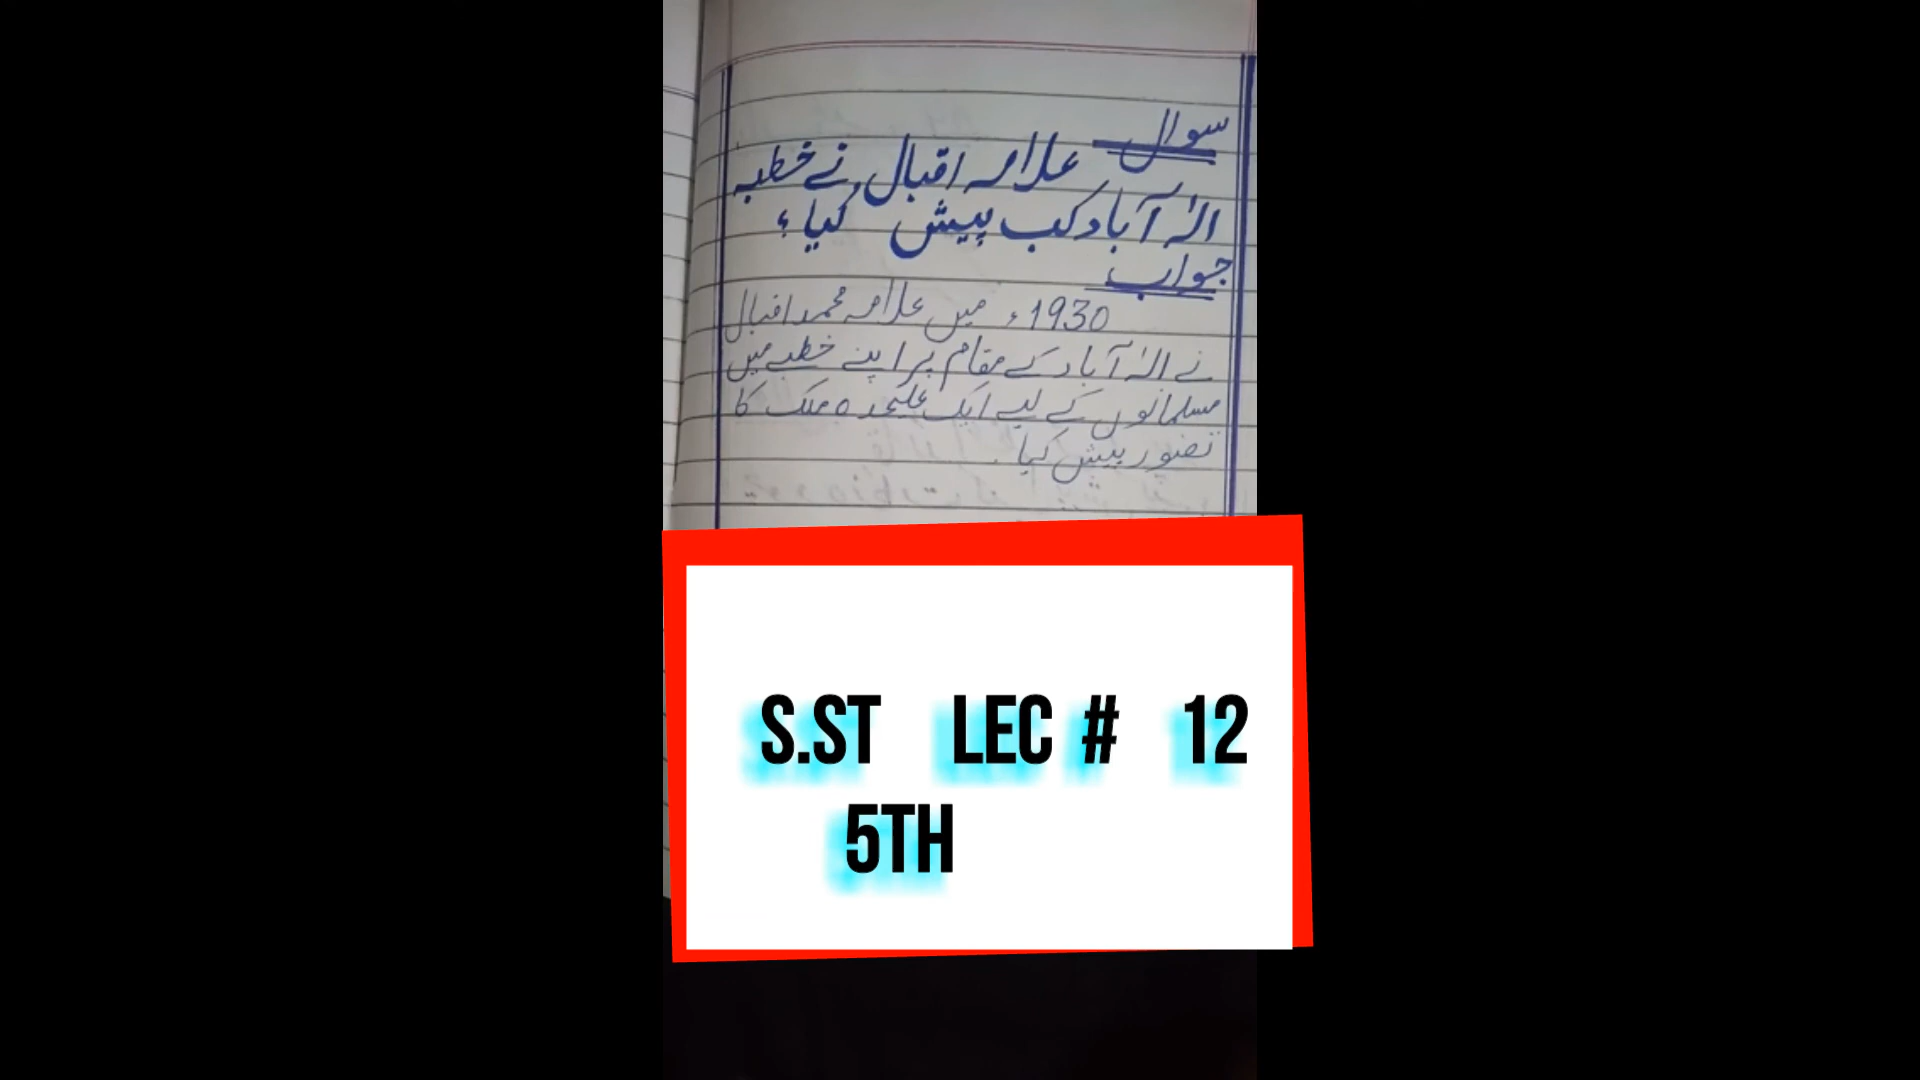 سوال
علامہ اقبال نے خطبہ
الہٰ آباد کب پیش کیا ؟
جواب
1930ء میں علامہ محمد اقبال
نے الہٰ آباد کے مقام پر اپنے خطبے میں
مسلمانوں کے لیے ایک علیحدہ ملک کا
تصور پیش کیا ۔
S.ST LEC # 12
5TH